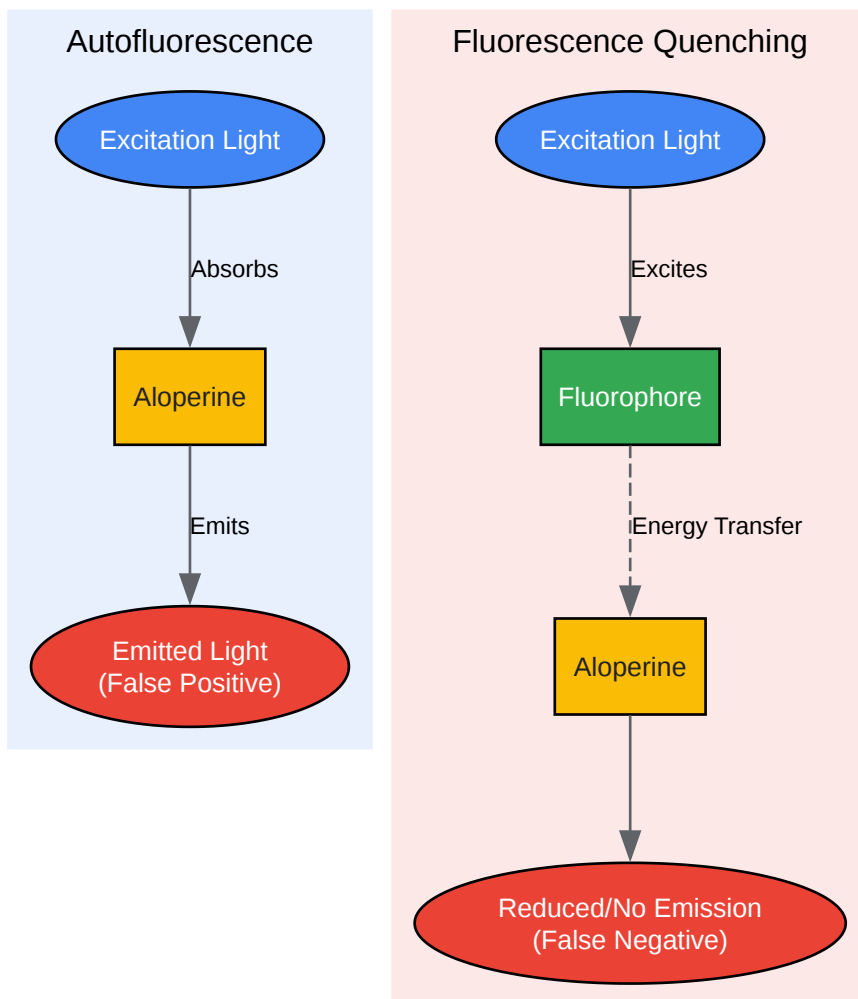 Autofluorescence
Excitation Light
Absorbs
Aloperine
Emits
Emitted Light
(False Positive)
Fluorescence Quenching
Excitation Light
Excites
Fluorophore
Energy Transfer
Aloperine
Reduced/No Emission
(False Negative)